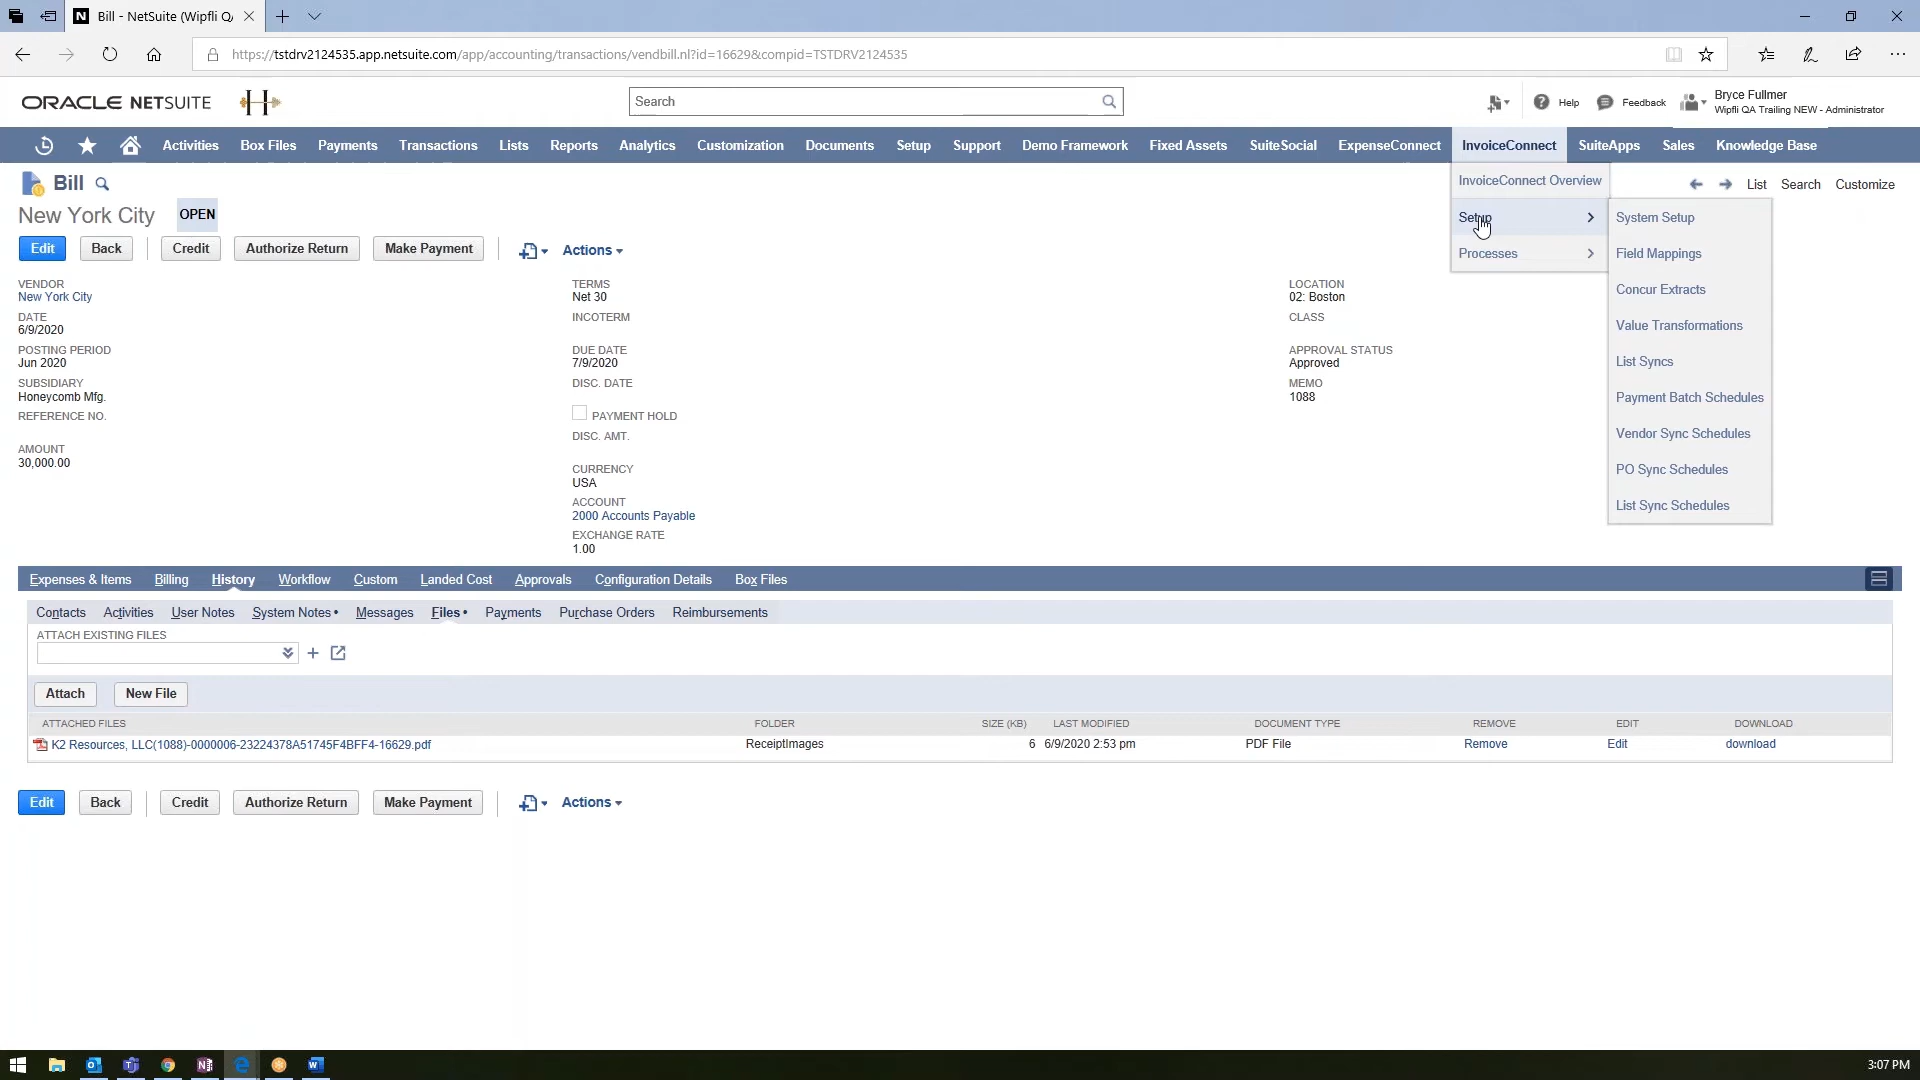 Bill - NetSuite (Wipfli Q
https://tstdrv2124535.app.netsuite.com/app/accounting/transactions/vendbill.nl?id=16629&compid=TSTDRV2124535
ORACLE NETSUITE
H
Search
Help
Feedback
Bryce Fullmer
Wipfli QA Trailing NEW - Administrator
Activities Box Files Payments Transactions Lists Reports Analytics Customization Documents Setup Support Demo Framework Fixed Assets SuiteSocial ExpenseConnect InvoiceConnect SuiteApps Sales Knowledge Base
Bill
InvoiceConnect Overview
List Search Customize
New York City OPEN
Setup
System Setup
Processes
Field Mappings
Concur Extracts
Value Transformations
List Syncs
Payment Batch Schedules
Vendor Sync Schedules
PO Sync Schedules
List Sync Schedules
Edit Back Credit Authorize Return Make Payment Actions
VENDOR
New York City
DATE
6/9/2020
POSTING PERIOD
Jun 2020
SUBSIDIARY
Honeycomb Mfg.
REFERENCE NO.
AMOUNT
30,000.00
TERMS
Net 30
INCOTERM
DUE DATE
7/9/2020
DISC. DATE
PAYMENT HOLD
DISC. AMT.
CURRENCY
USA
ACCOUNT
2000 Accounts Payable
EXCHANGE RATE
1.00
LOCATION
02: Boston
CLASS
APPROVAL STATUS
Approved
MEMO
1088
Expenses & Items Billing History Workflow Custom Landed Cost Approvals Configuration Details Box Files
Contacts Activities User Notes System Notes• Messages Files• Payments Purchase Orders Reimbursements
ATTACH EXISTING FILES
Attach New File
ATTACHED FILES FOLDER SIZE (KB) LAST MODIFIED DOCUMENT TYPE REMOVE EDIT DOWNLOAD
K2 Resources, LLC(1088)-0000006-23224378A51745F4BFF4-16629.pdf ReceiptImages 6 6/9/2020 2:53 pm PDF File Remove Edit download
Edit Back Credit Authorize Return Make Payment Actions
3:07 PM